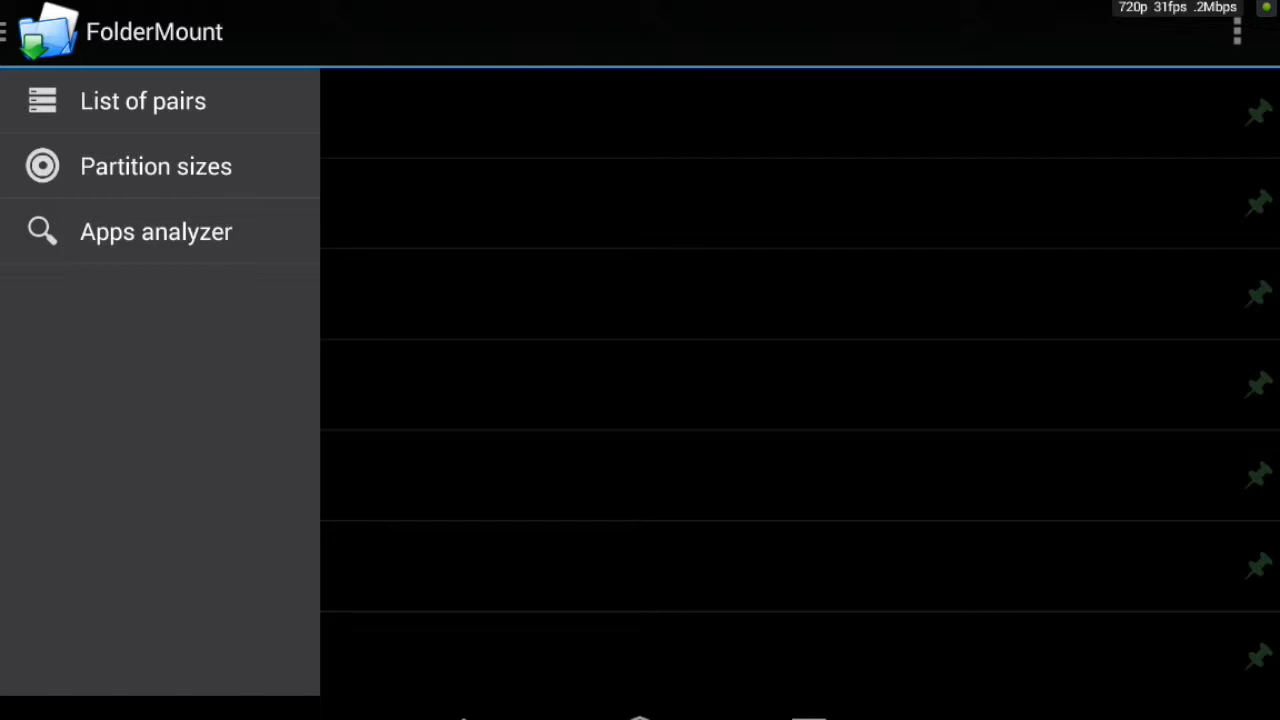 720p 31fps .2Mbps
FolderMount
List of pairs
Partition sizes
Apps analyzer